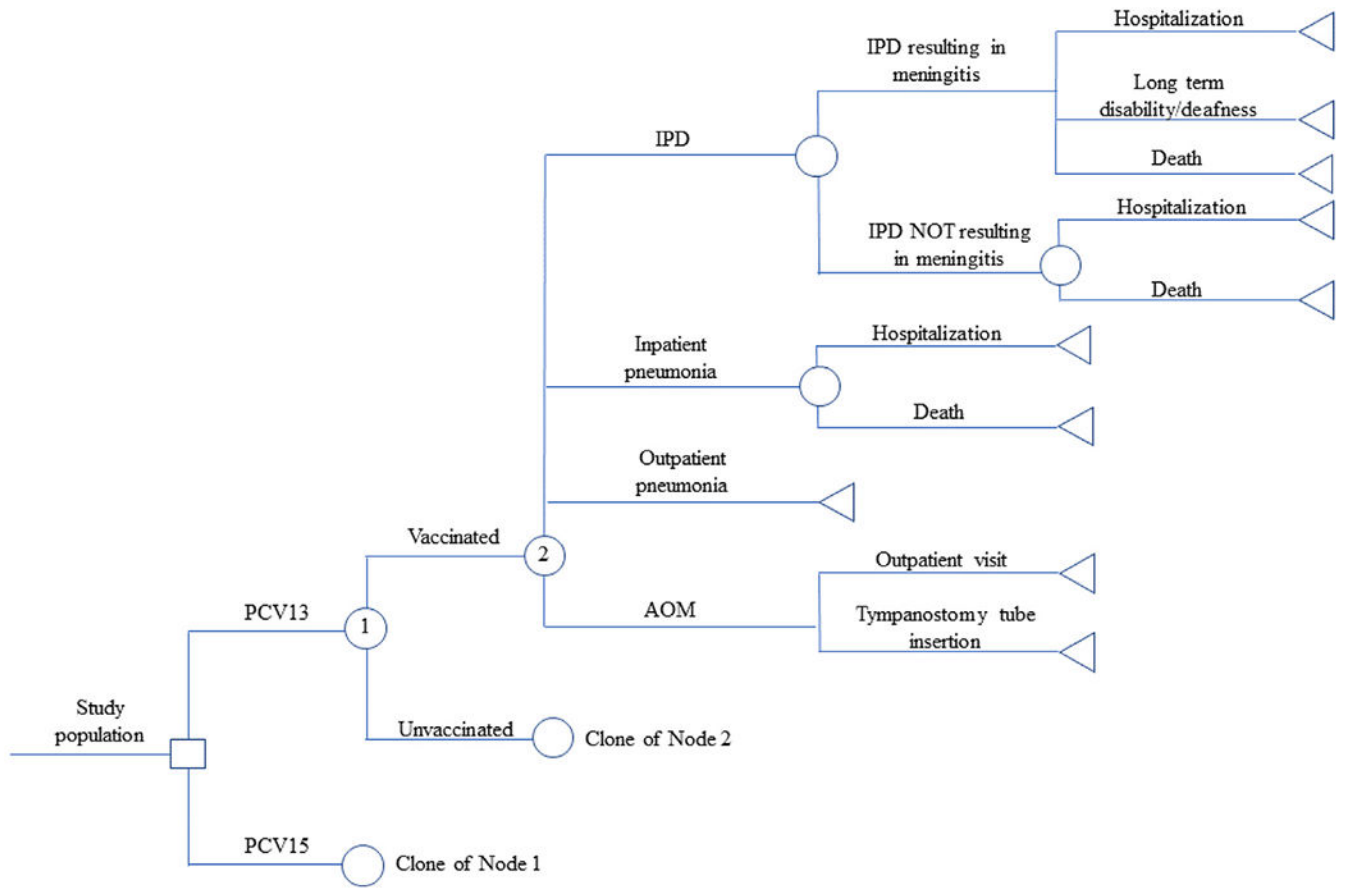 Hospitalization
IPD resulting in
meningitis
Long term
disability/deafness
IPD
Death
Hospitalization
IPD NOT resulting
in meningitis
Death
Inpatient
pneumonia
Hospitalization
Death
Outpatient
pneumonia
Vaccinated
2
Outpatient visit
AOM
Tympanostomy tube
insertion
PCV13
1
Study
population
Unvaccinated
Clone of Node 2
PCV15
Clone of Node 1